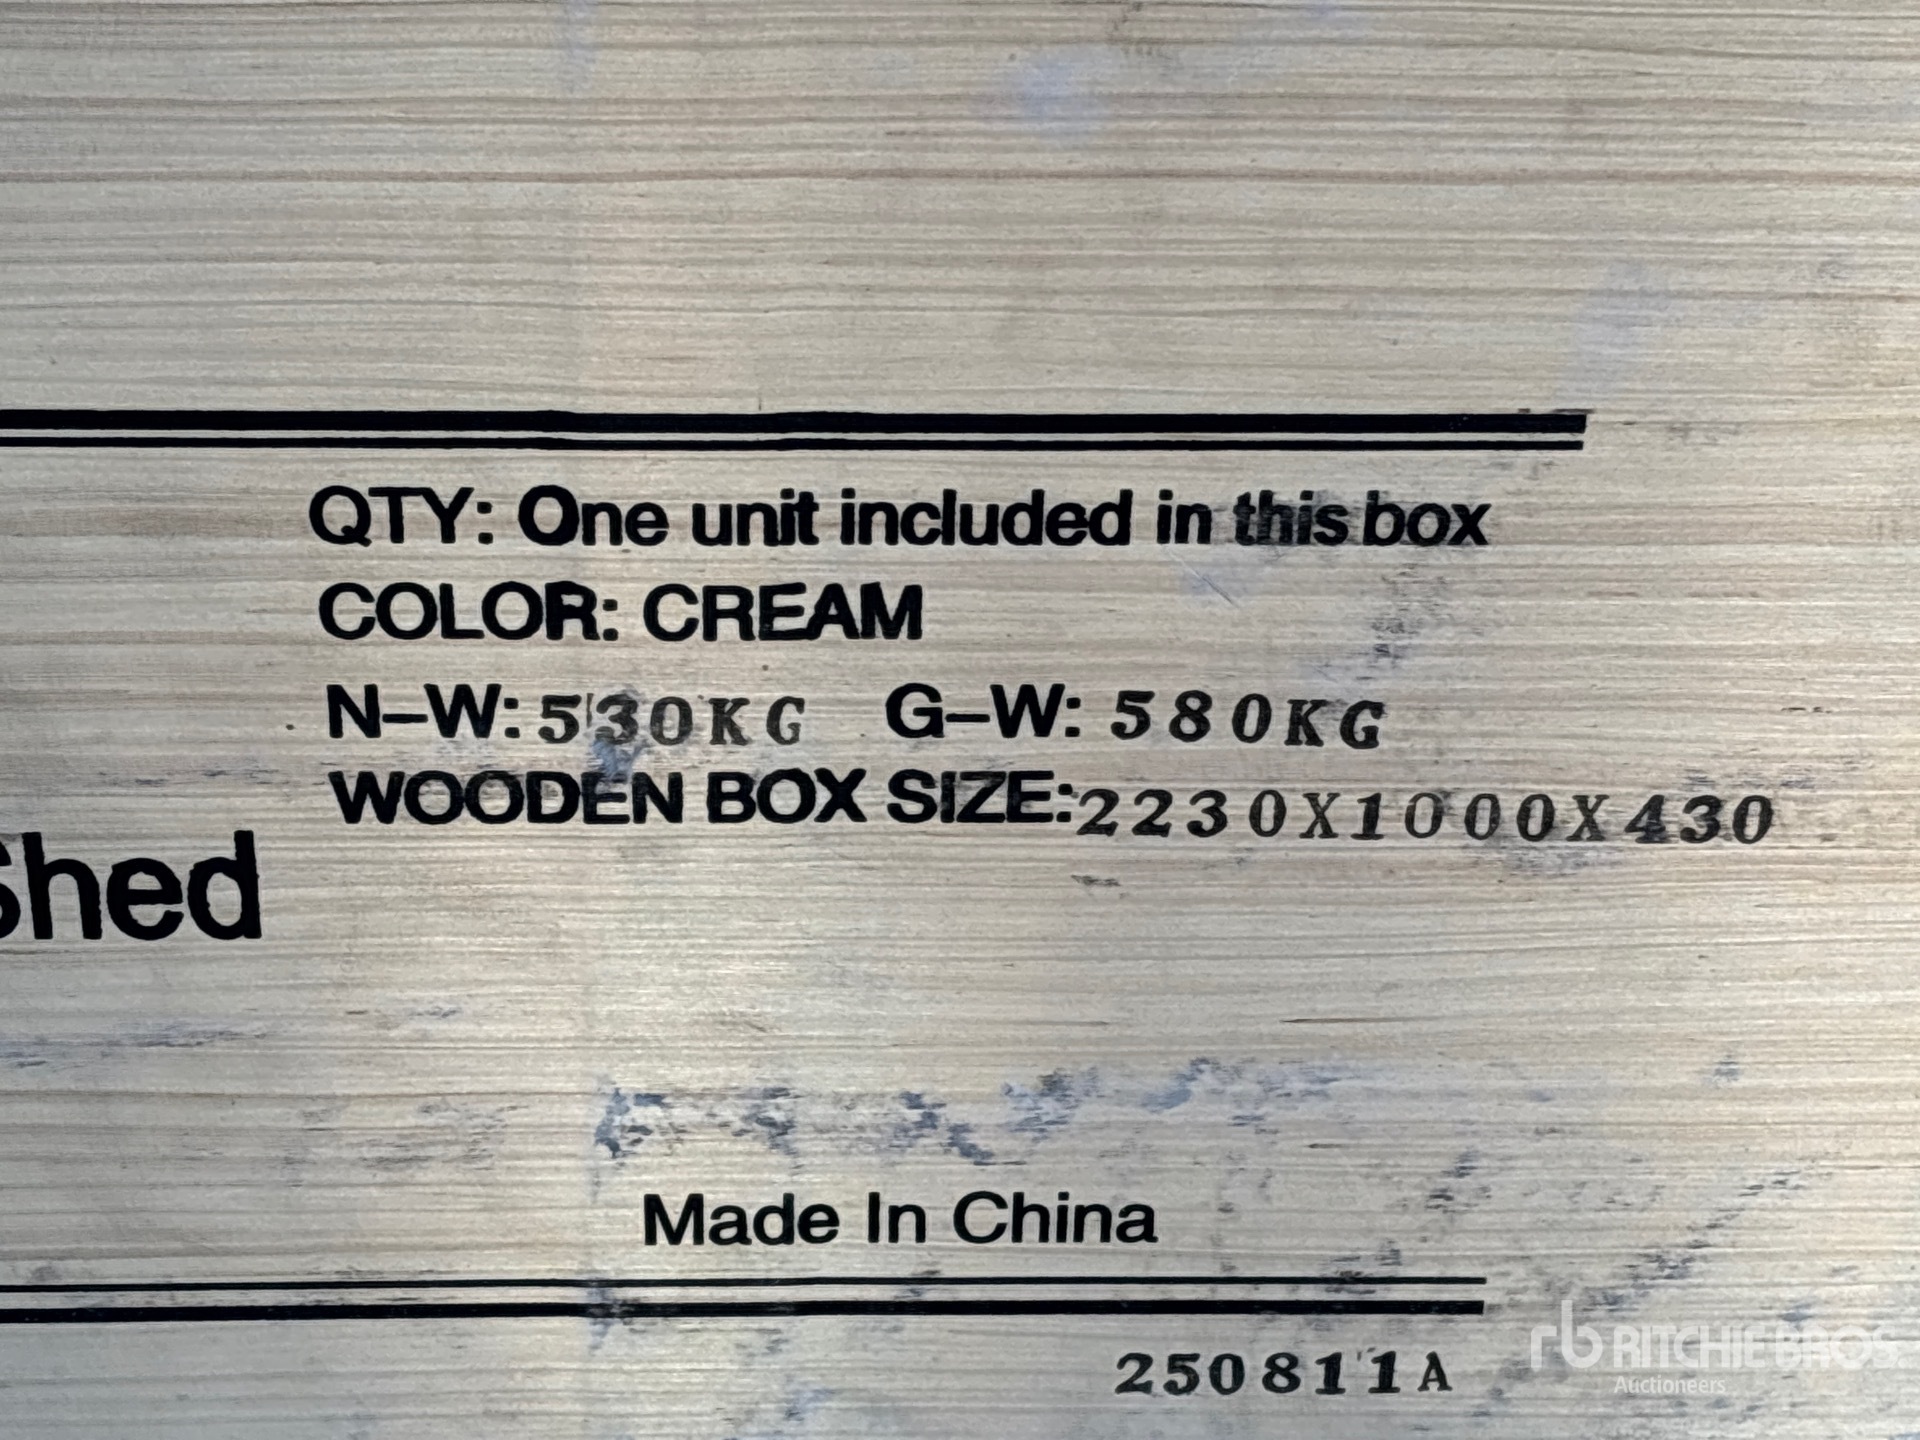 QTY: One unit included in this box
COLOR: CREAM
N-W: 530KG G-W: 580KG
WOODEN BOX SIZE: 2230X1000X430
Shed
Made In China
250811A
rb RITCHIE BROS.
Auctioneers